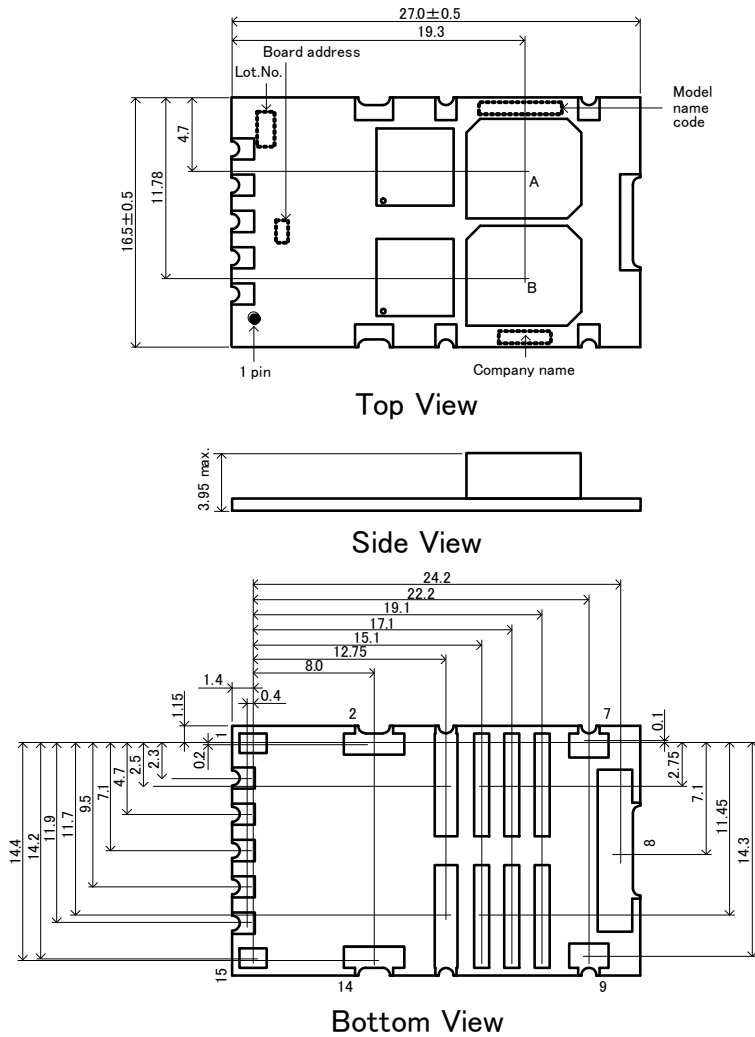 27.0±0.5
19.3
Board address
Lot.No.
Model
name
code
4.7
11.78
16.5±0.5
A
B
1 pin
Company name
Top View
3.95 max.
Side View
24.2
22.2
19.1
17.1
15.1
12.75
8.0
1.4
0.4
1.15
1
2
7
0.1
0.2
2.3
2.5
4.7
7.1
9.5
11.7
11.9
14.2
14.4
2.75
7.1
8
11.45
14.3
15
14
9
Bottom View